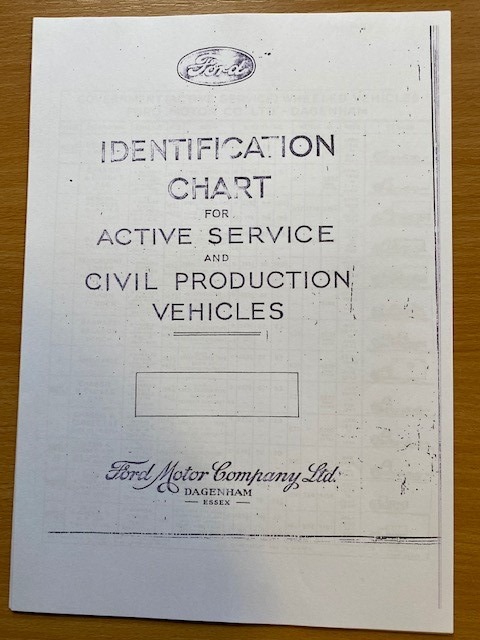 Ford
IDENTIFICATION
CHART
FOR
ACTIVE SERVICE
AND
CIVIL PRODUCTION
VEHICLES
Ford Motor Company Ltd.
DAGENHAM
ESSEX